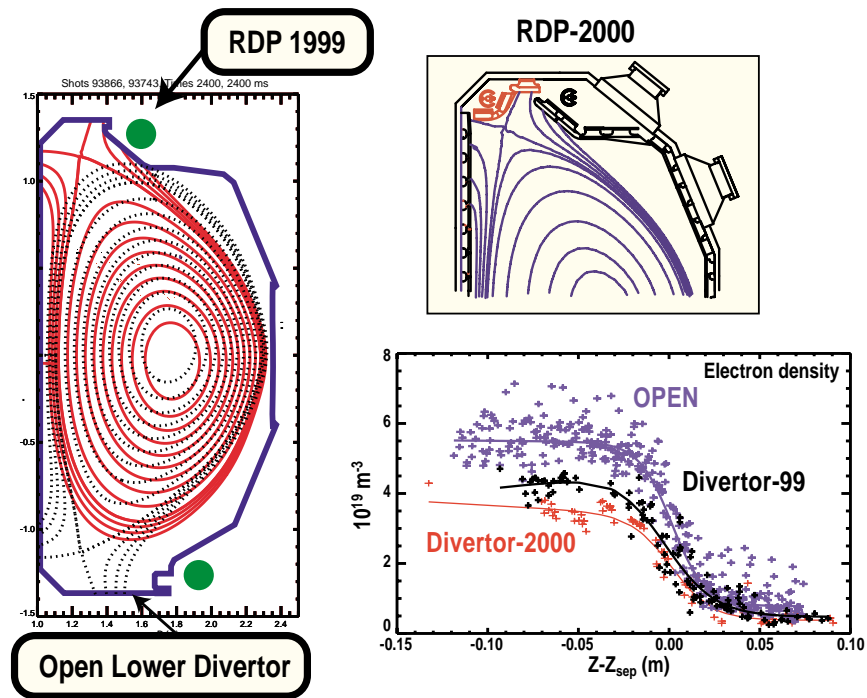 RDP 1999
Shots 93866, 93743, Times 2400, 2400 ms
1.5
1.0
-0.5
-1.0
-1.5
1.0
1.2
1.4
1.6
1.8
2.0
2.2
2.4
Open Lower Divertor
RDP-2000
8
6
4
2
0
10¹⁹ m⁻³
Electron density
OPEN
Divertor-99
Divertor-2000
-0.15
-0.10
-0.05
0.00
0.05
0.10
Z-Zsep (m)